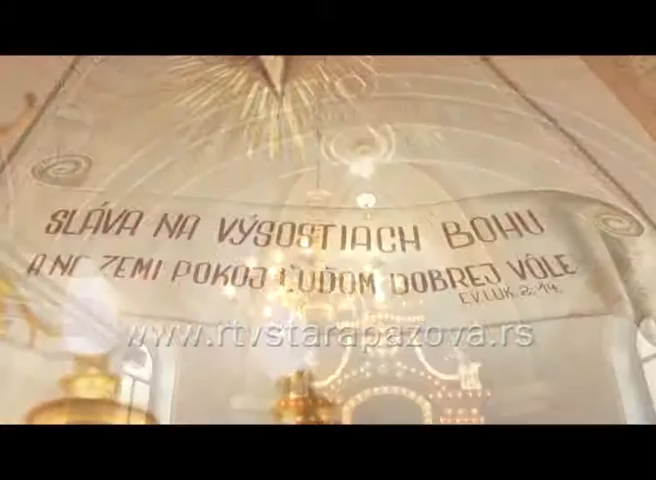 SLÁVA NA VÝSOSTIACH BOHU
A NA ZEMI POKOJ ĽUĎOM DOBREJ VÔLE
EV. LUK. 2. 14.
www.rtvstarapazova.rs